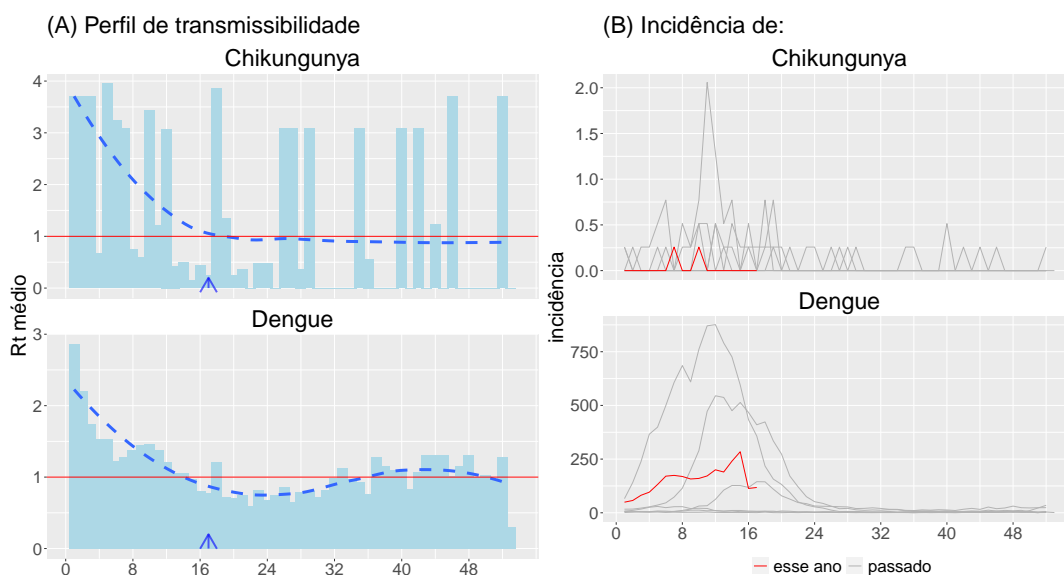 (A) Perfil de transmissibilidade
Chikungunya
4
3
2
1
0
Dengue
3
2
1
0
Rt médio
0 8 16 24 32 40 48
(B) Incidência de:
Chikungunya
2.0
1.5
1.0
0.5
0.0
Dengue
750
500
250
0
incidência
0 8 16 24 32 40 48
esse ano passado